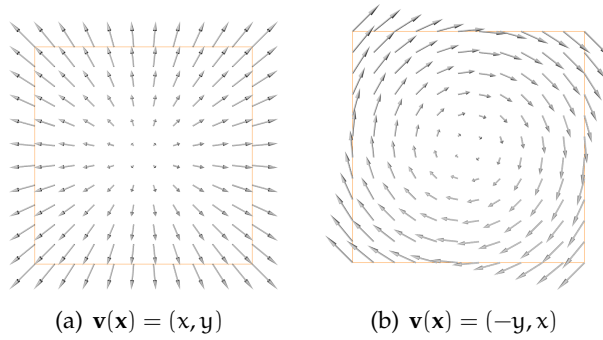 (a) v(x) = (x, y)
(b) v(x) = (−y, x)